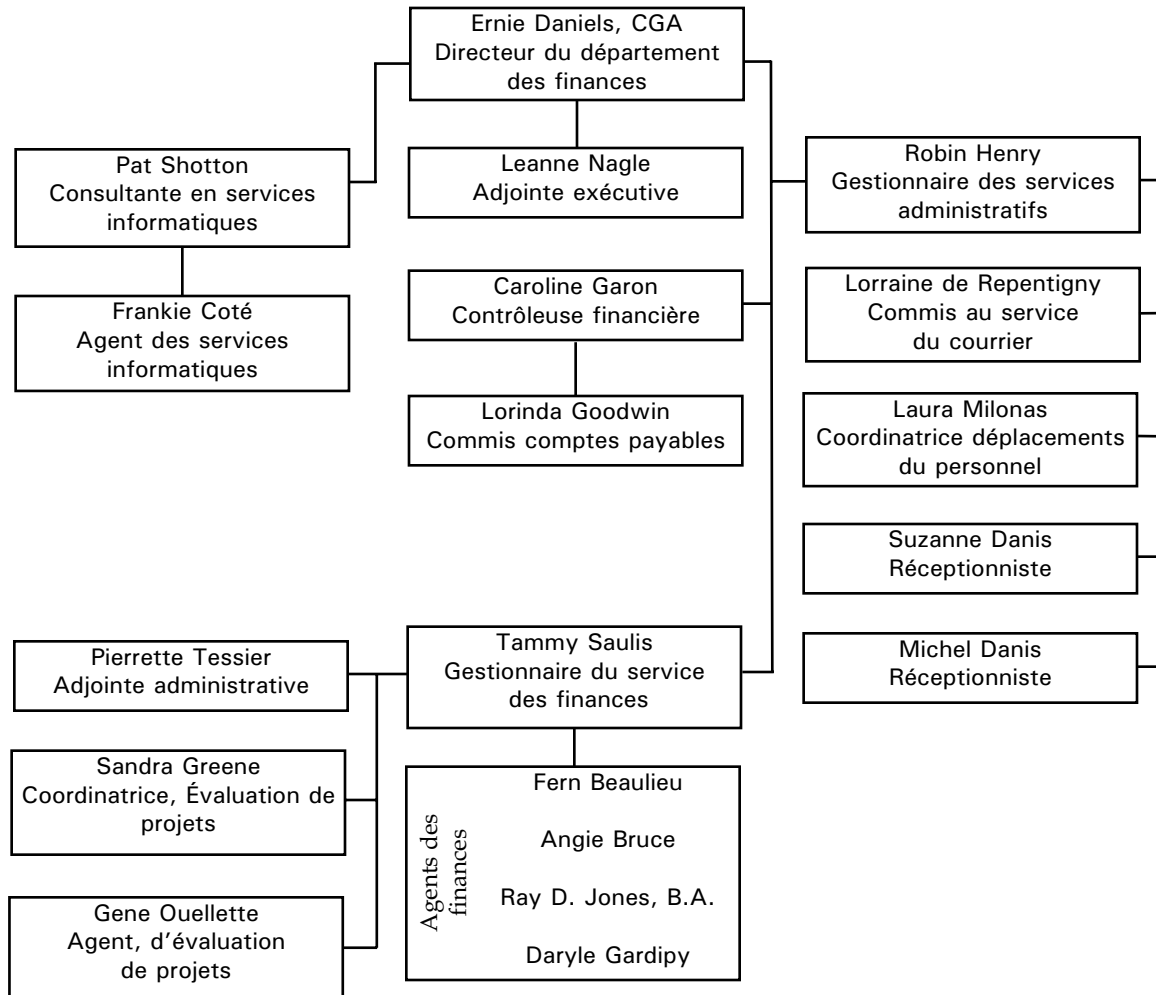 Ernie Daniels, CGA
Directeur du département
des finances
Pat Shotton
Consultante en services
informatiques
Leanne Nagle
Adjointe exécutive
Robin Henry
Gestionnaire des services
administratifs
Frankie Coté
Agent des services
informatiques
Caroline Garon
Contrôleuse financière
Lorraine de Repentigny
Commis au service
du courrier
Lorinda Goodwin
Commis comptes payables
Laura Milonas
Coordinatrice déplacements
du personnel
Suzanne Danis
Réceptionniste
Pierrette Tessier
Adjointe administrative
Tammy Saulis
Gestionnaire du service
des finances
Michel Danis
Réceptionniste
Sandra Greene
Coordinatrice, Évaluation de
projets
Gene Ouellette
Agent, d'évaluation
de projets
Agents des
finances
Fern Beaulieu
Angie Bruce
Ray D. Jones, B.A.
Daryle Gardipy